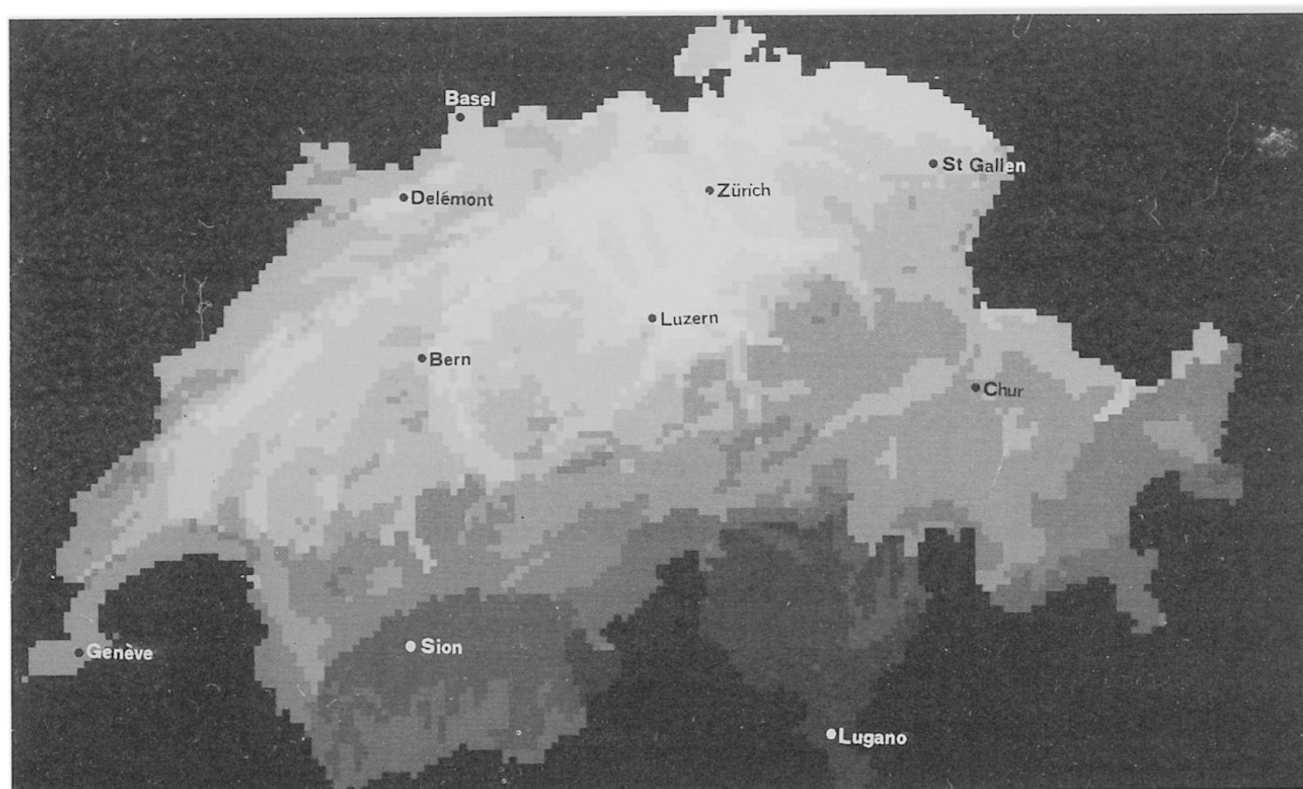 Basel
St Gallen
Zürich
Delémont
Luzern
Bern
Chur
Sion
Genève
Lugano